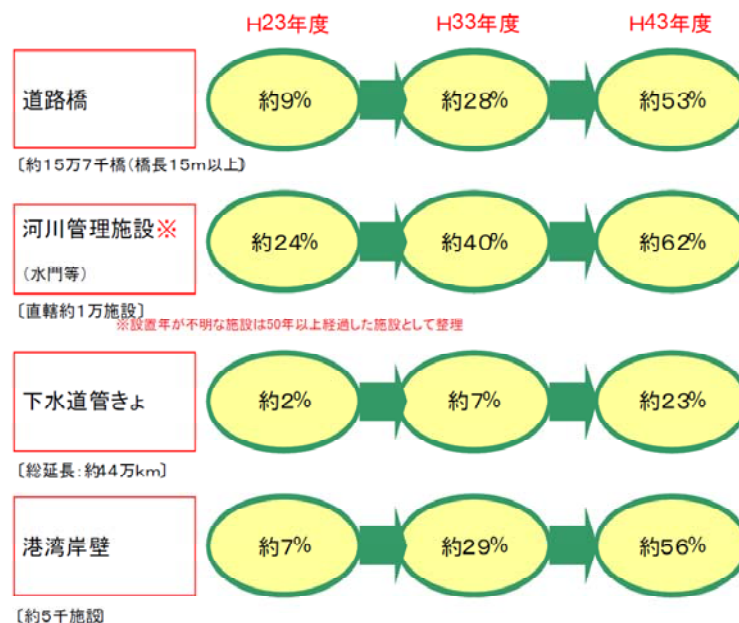 H23年度 H33年度 H43年度
道路橋 約9% 約28% 約53%
〔約15万7千橋(橋長15m以上)〕
河川管理施設※ 約24% 約40% 約62%
(水門等)
〔直轄約1万施設〕
※設置年が不明な施設は50年以上経過した施設として整理
下水道管きょ 約2% 約7% 約23%
〔総延長:約44万km〕
港湾岸壁 約7% 約29% 約56%
〔約5千施設〕